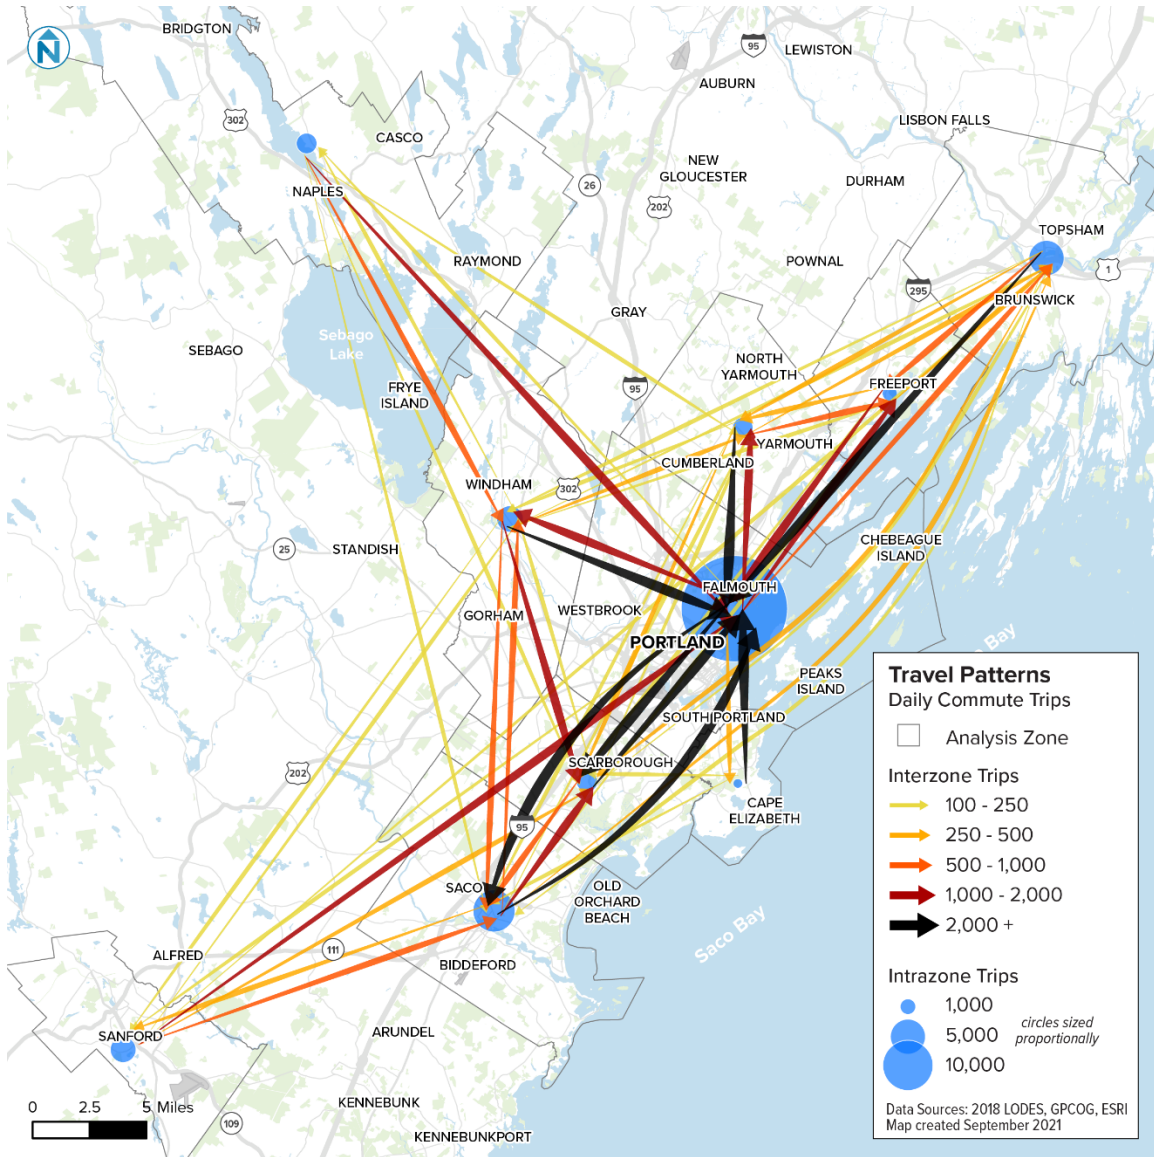 BRIDGTON
N
95
LEWISTON
AUBURN
302
LISBON FALLS
CASCO
NEW
GLOUCESTER
DURHAM
26
NAPLES
202
TOPSHAM
RAYMOND
POWNAL
1
295
BRUNSWICK
GRAY
Sebago
Lake
SEBAGO
NORTH
YARMOUTH
FREEPORT
95
FRYE
ISLAND
YARMOUTH
CUMBERLAND
WINDHAM
302
CHEBEAGUE
ISLAND
25
STANDISH
FALMOUTH
GORHAM
WESTBROOK
PORTLAND
Bay
PEAKS
ISLAND
SOUTH PORTLAND
SCARBOROUGH
202
CAPE
ELIZABETH
95
SACO
OLD
ORCHARD
BEACH
Saco Bay
111
ALFRED
BIDDEFORD
SANFORD
ARUNDEL
KENNEBUNK
109
KENNEBUNKPORT
0 2.5 5 Miles
Travel Patterns
Daily Commute Trips
Analysis Zone
Interzone Trips
100 - 250
250 - 500
500 - 1,000
1,000 - 2,000
2,000 +
Intrazone Trips
1,000
5,000
10,000
circles sized
proportionally
Data Sources: 2018 LODES, GPCOG, ESRI
Map created September 2021